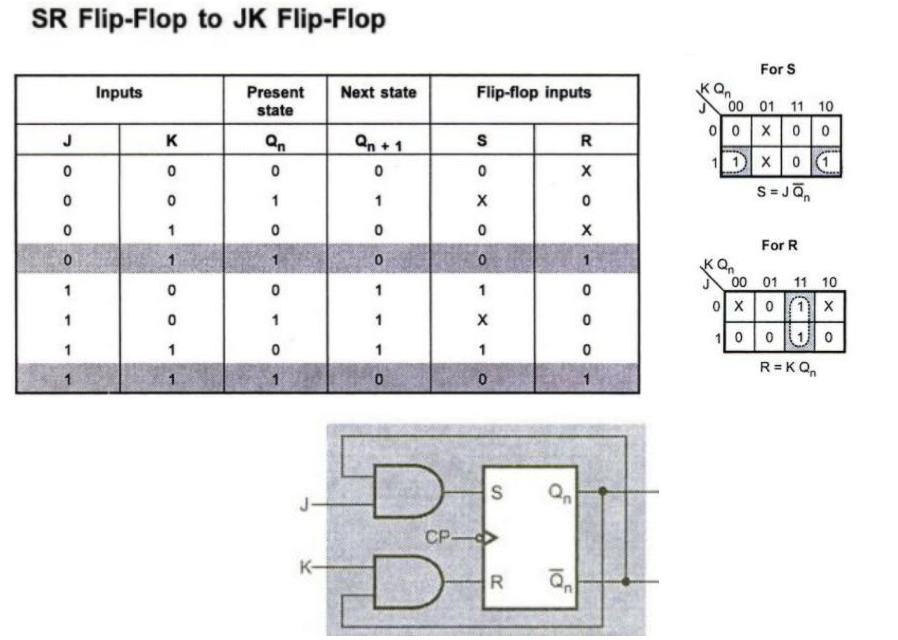 SR Flip-Flop to JK Flip-Flop
Inputs Present state Next state Flip-flop inputs
J K Qn Qn + 1 S R
0 0 0 0 0 X
0 0 1 1 X 0
0 1 0 0 0 X
0 1 1 0 0 1
1 0 0 1 1 0
1 0 1 1 X 0
1 1 0 1 1 0
1 1 1 0 0 1
For S
K Qn
J 00 01 11 10
0 0 X 0 0
1 1 X 0 1
S = J Q̅n
For R
K Qn
J 00 01 11 10
0 X 0 1 X
1 0 0 1 0
R = K Qn
S Qn
J
CP
K
R Q̅n